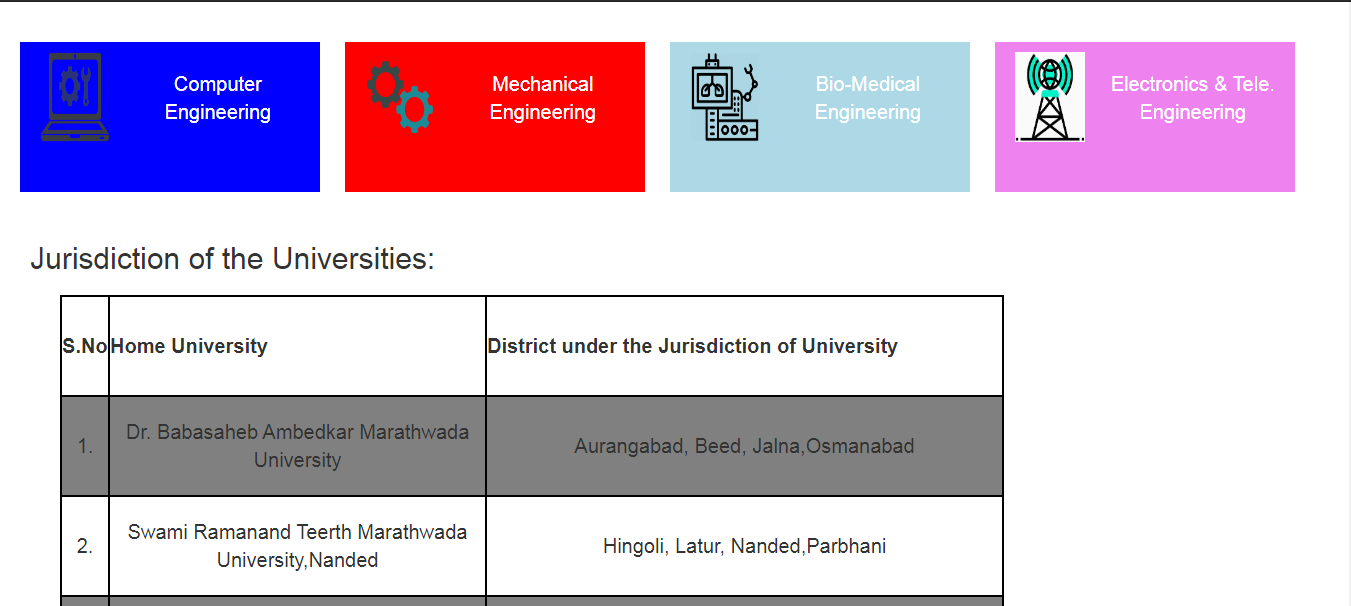 Computer
Engineering
Mechanical
Engineering
Bio-Medical
Engineering
Electronics & Tele.
Engineering
Jurisdiction of the Universities:
S.No Home University District under the Jurisdiction of University
1. Dr. Babasaheb Ambedkar Marathwada
University Aurangabad, Beed, Jalna,Osmanabad
2. Swami Ramanand Teerth Marathwada
University,Nanded Hingoli, Latur, Nanded,Parbhani